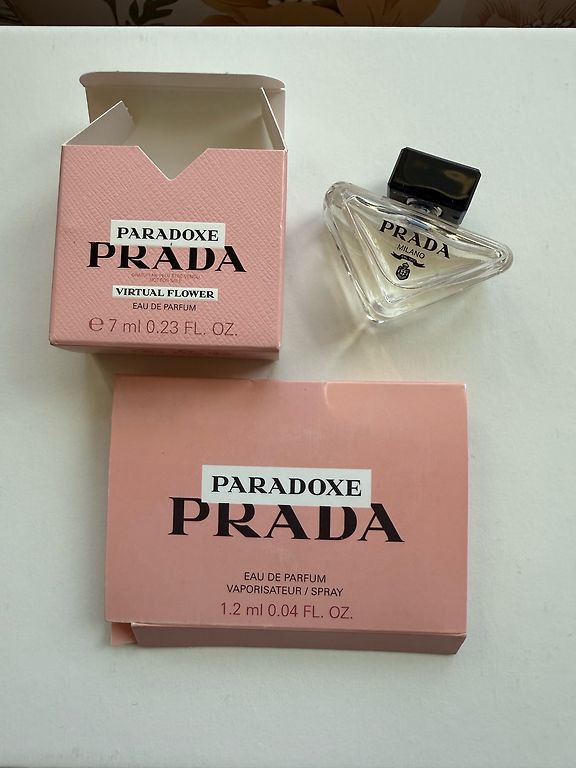 PARADOXE
PRADA
VIRTUAL FLOWER
EAU DE PARFUM
℮ 7 ml 0.23 FL. OZ.
PRADA
MILANO
PARADOXE
PRADA
EAU DE PARFUM
VAPORISATEUR / SPRAY
1.2 ml 0.04 FL. OZ.